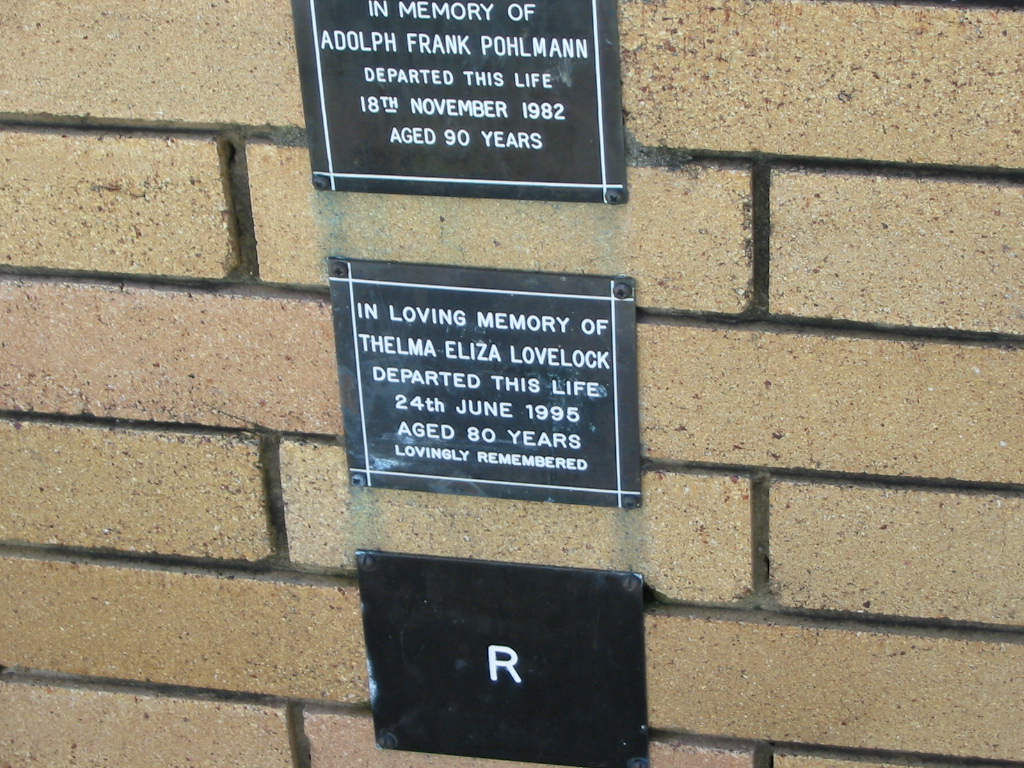 IN MEMORY OF
ADOLPH FRANK POHLMANN
DEPARTED THIS LIFE
18TH NOVEMBER 1982
AGED 90 YEARS
IN LOVING MEMORY OF
THELMA ELIZA LOVELOCK
DEPARTED THIS LIFE
24th JUNE 1995
AGED 80 YEARS
LOVINGLY REMEMBERED
R